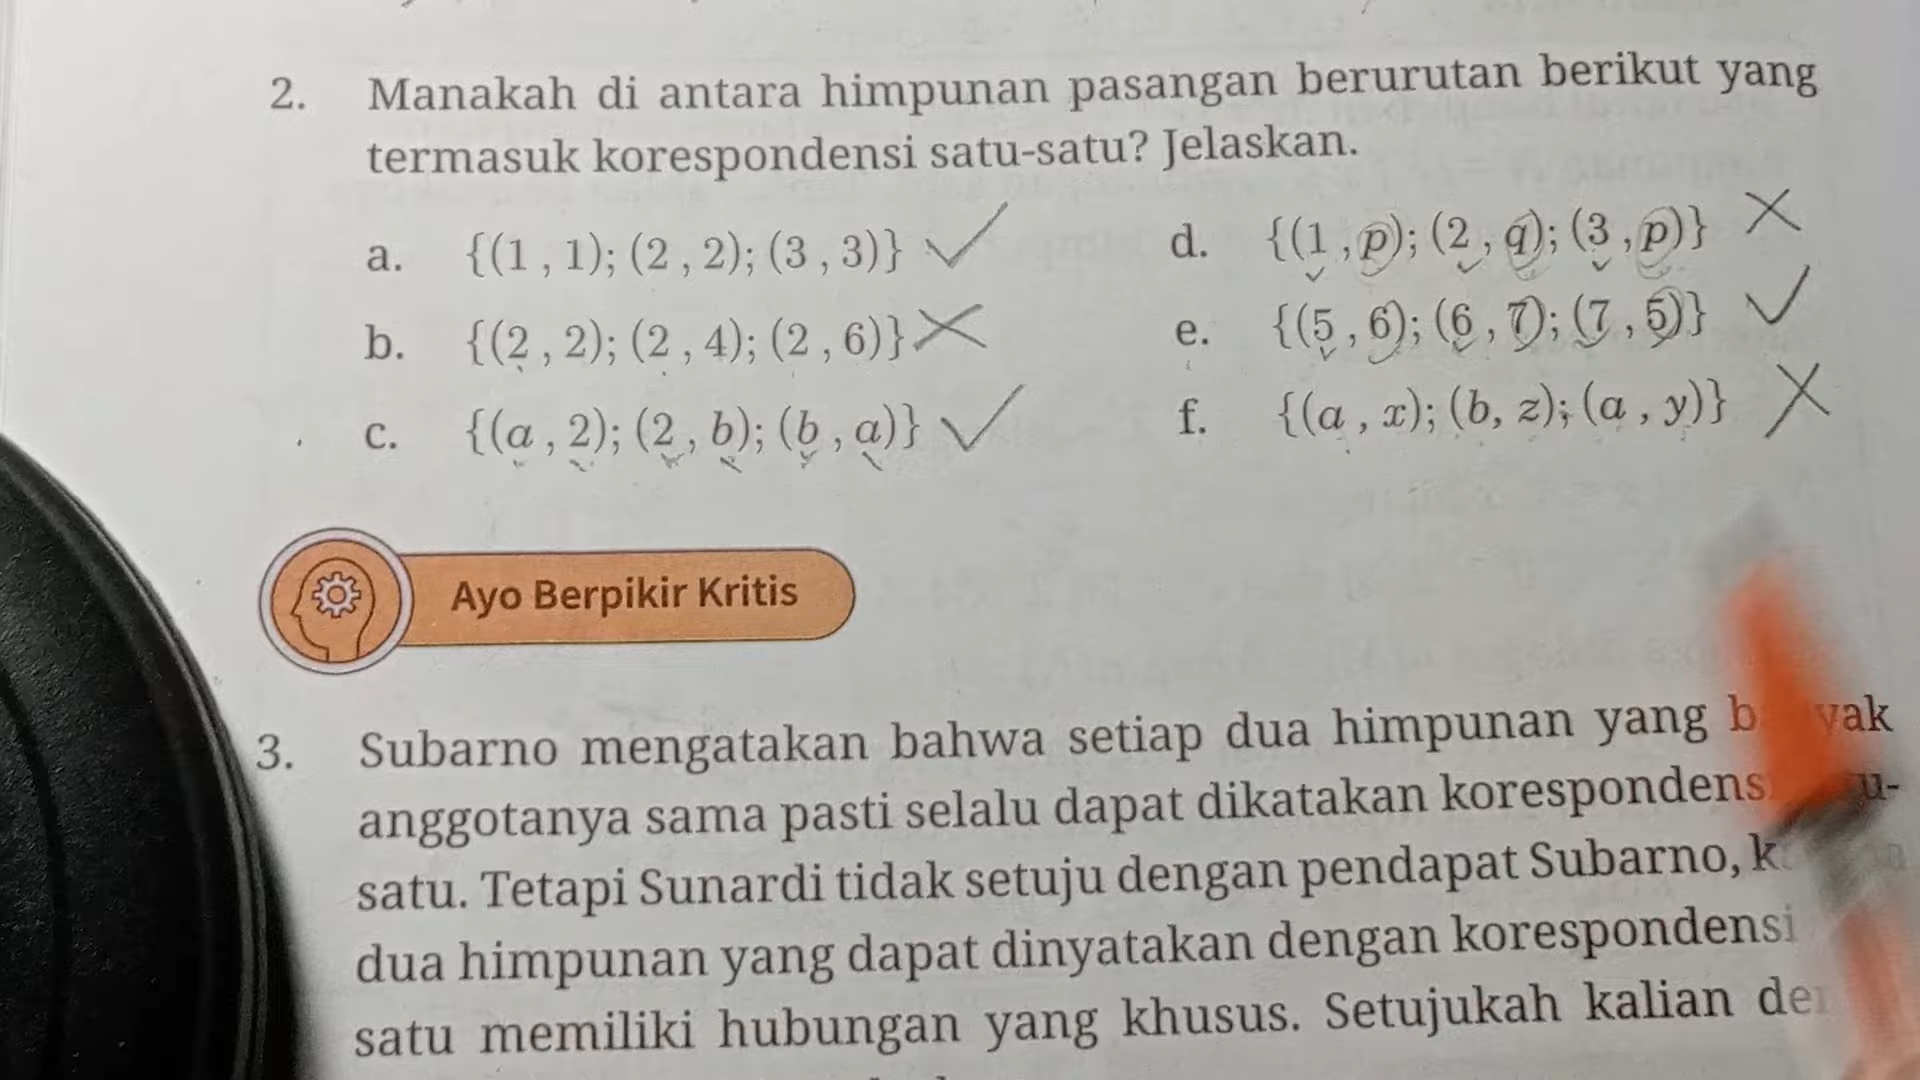 2. Manakah di antara himpunan pasangan berurutan berikut yang
termasuk korespondensi satu-satu? Jelaskan.
a. {(1 , 1); (2 , 2); (3 , 3)}
b. {(2 , 2); (2 , 4); (2 , 6)}
c. {(a , 2); (2 , b); (b , a)}
d. {(1 , p); (2 , q); (3 , p)}
e. {(5 , 6); (6 , 7); (7 , 5)}
f. {(a , x); (b, z); (a , y)}
Ayo Berpikir Kritis
3. Subarno mengatakan bahwa setiap dua himpunan yang
anggotanya sama pasti selalu dapat dikatakan
satu. Tetapi Sunardi tidak setuju dengan pendapat Subarno,
dua himpunan yang dapat dinyatakan dengan korespondensi
satu memiliki hubungan yang khusus. Setujukah kalian